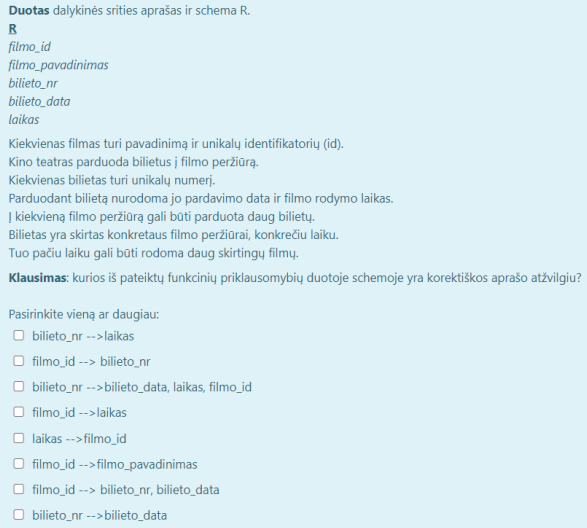 Duotas dalykinės srities aprašas ir schema R.
R
filmo_id
filmo_pavadinimas
bilieto_nr
bilieto_data
laikas
Kiekvienas filmas turi pavadinimą ir unikalų identifikatorių (id).
Kino teatras parduoda bilietus į filmo peržiūrą.
Kiekvienas bilietas turi unikalų numerį.
Parduodant bilietą nurodoma jo pardavimo data ir filmo rodymo laikas.
Į kiekvieną filmo peržiūrą gali būti parduota daug bilietų.
Bilietas yra skirtas konkretaus filmo peržiūrai, konkrečiu laiku.
Tuo pačiu laiku gali būti rodoma daug skirtingų filmų.
Klausimas: kurios iš pateiktų funkcinių priklausomybių duotoje schemoje yra korektiškos aprašo atžvilgiu?
Pasirinkite vieną ar daugiau:
bilieto_nr -->laikas
filmo_id --> bilieto_nr
bilieto_nr -->bilieto_data, laikas, filmo_id
filmo_id -->laikas
laikas -->filmo_id
filmo_id -->filmo_pavadinimas
filmo_id --> bilieto_nr, bilieto_data
bilieto_nr -->bilieto_data